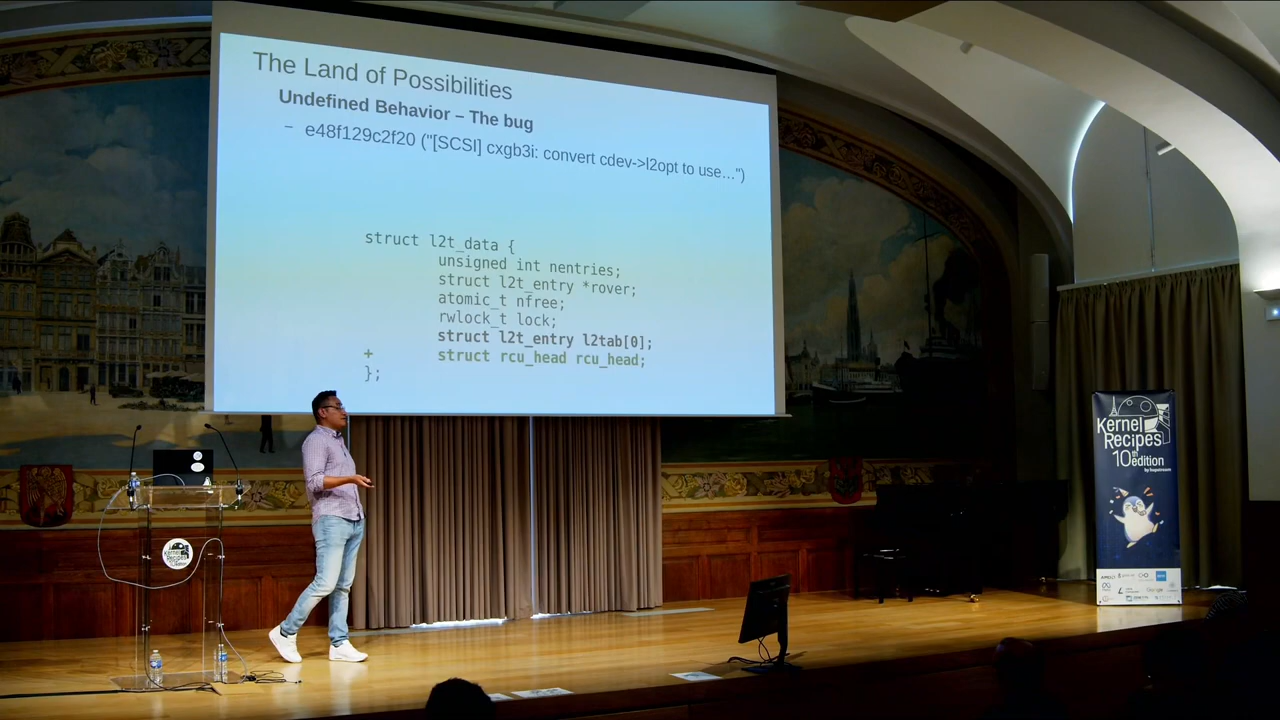 The Land of Possibilities
Undefined Behavior – The bug
– e48f129c2f20 ("[SCSI] cxgb3i: convert cdev->l2opt to use…")
struct l2t_data {
unsigned int nentries;
struct l2t_entry *rover;
atomic_t nfree;
rwlock_t lock;
struct l2t_entry l2tab[0];
+ struct rcu_head rcu_head;
};
Kernel
Recipes
10th edition
Kernel
Recipes